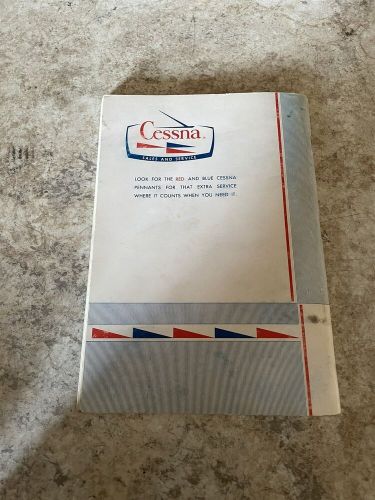 Cessna
SALES AND SERVICE
LOOK FOR THE RED AND BLUE CESSNA
PENNANTS FOR THAT EXTRA SERVICE
WHERE IT COUNTS WHEN YOU NEED IT.